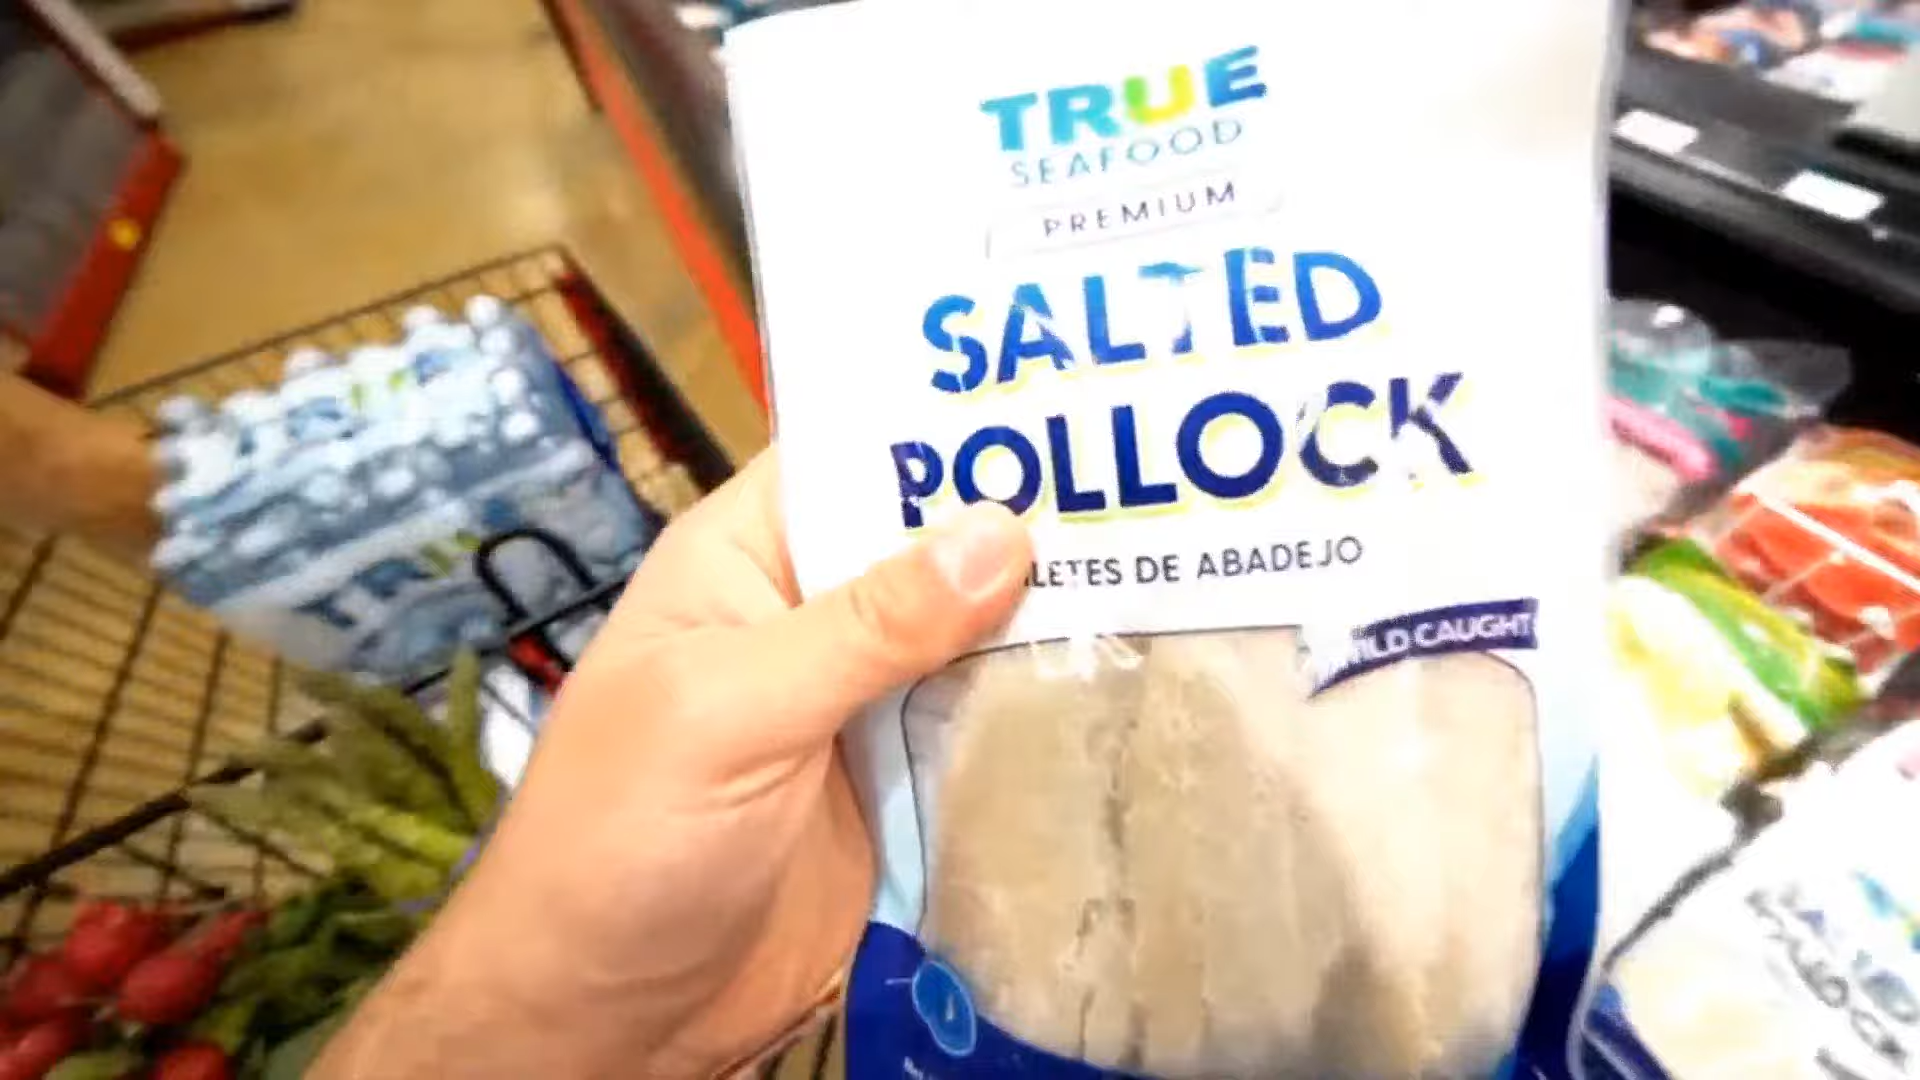 TRUE
SEAFOOD
PREMIUM
SALTED
POLLOCK
LETES DE ABADEJO
WILD CAUGHT